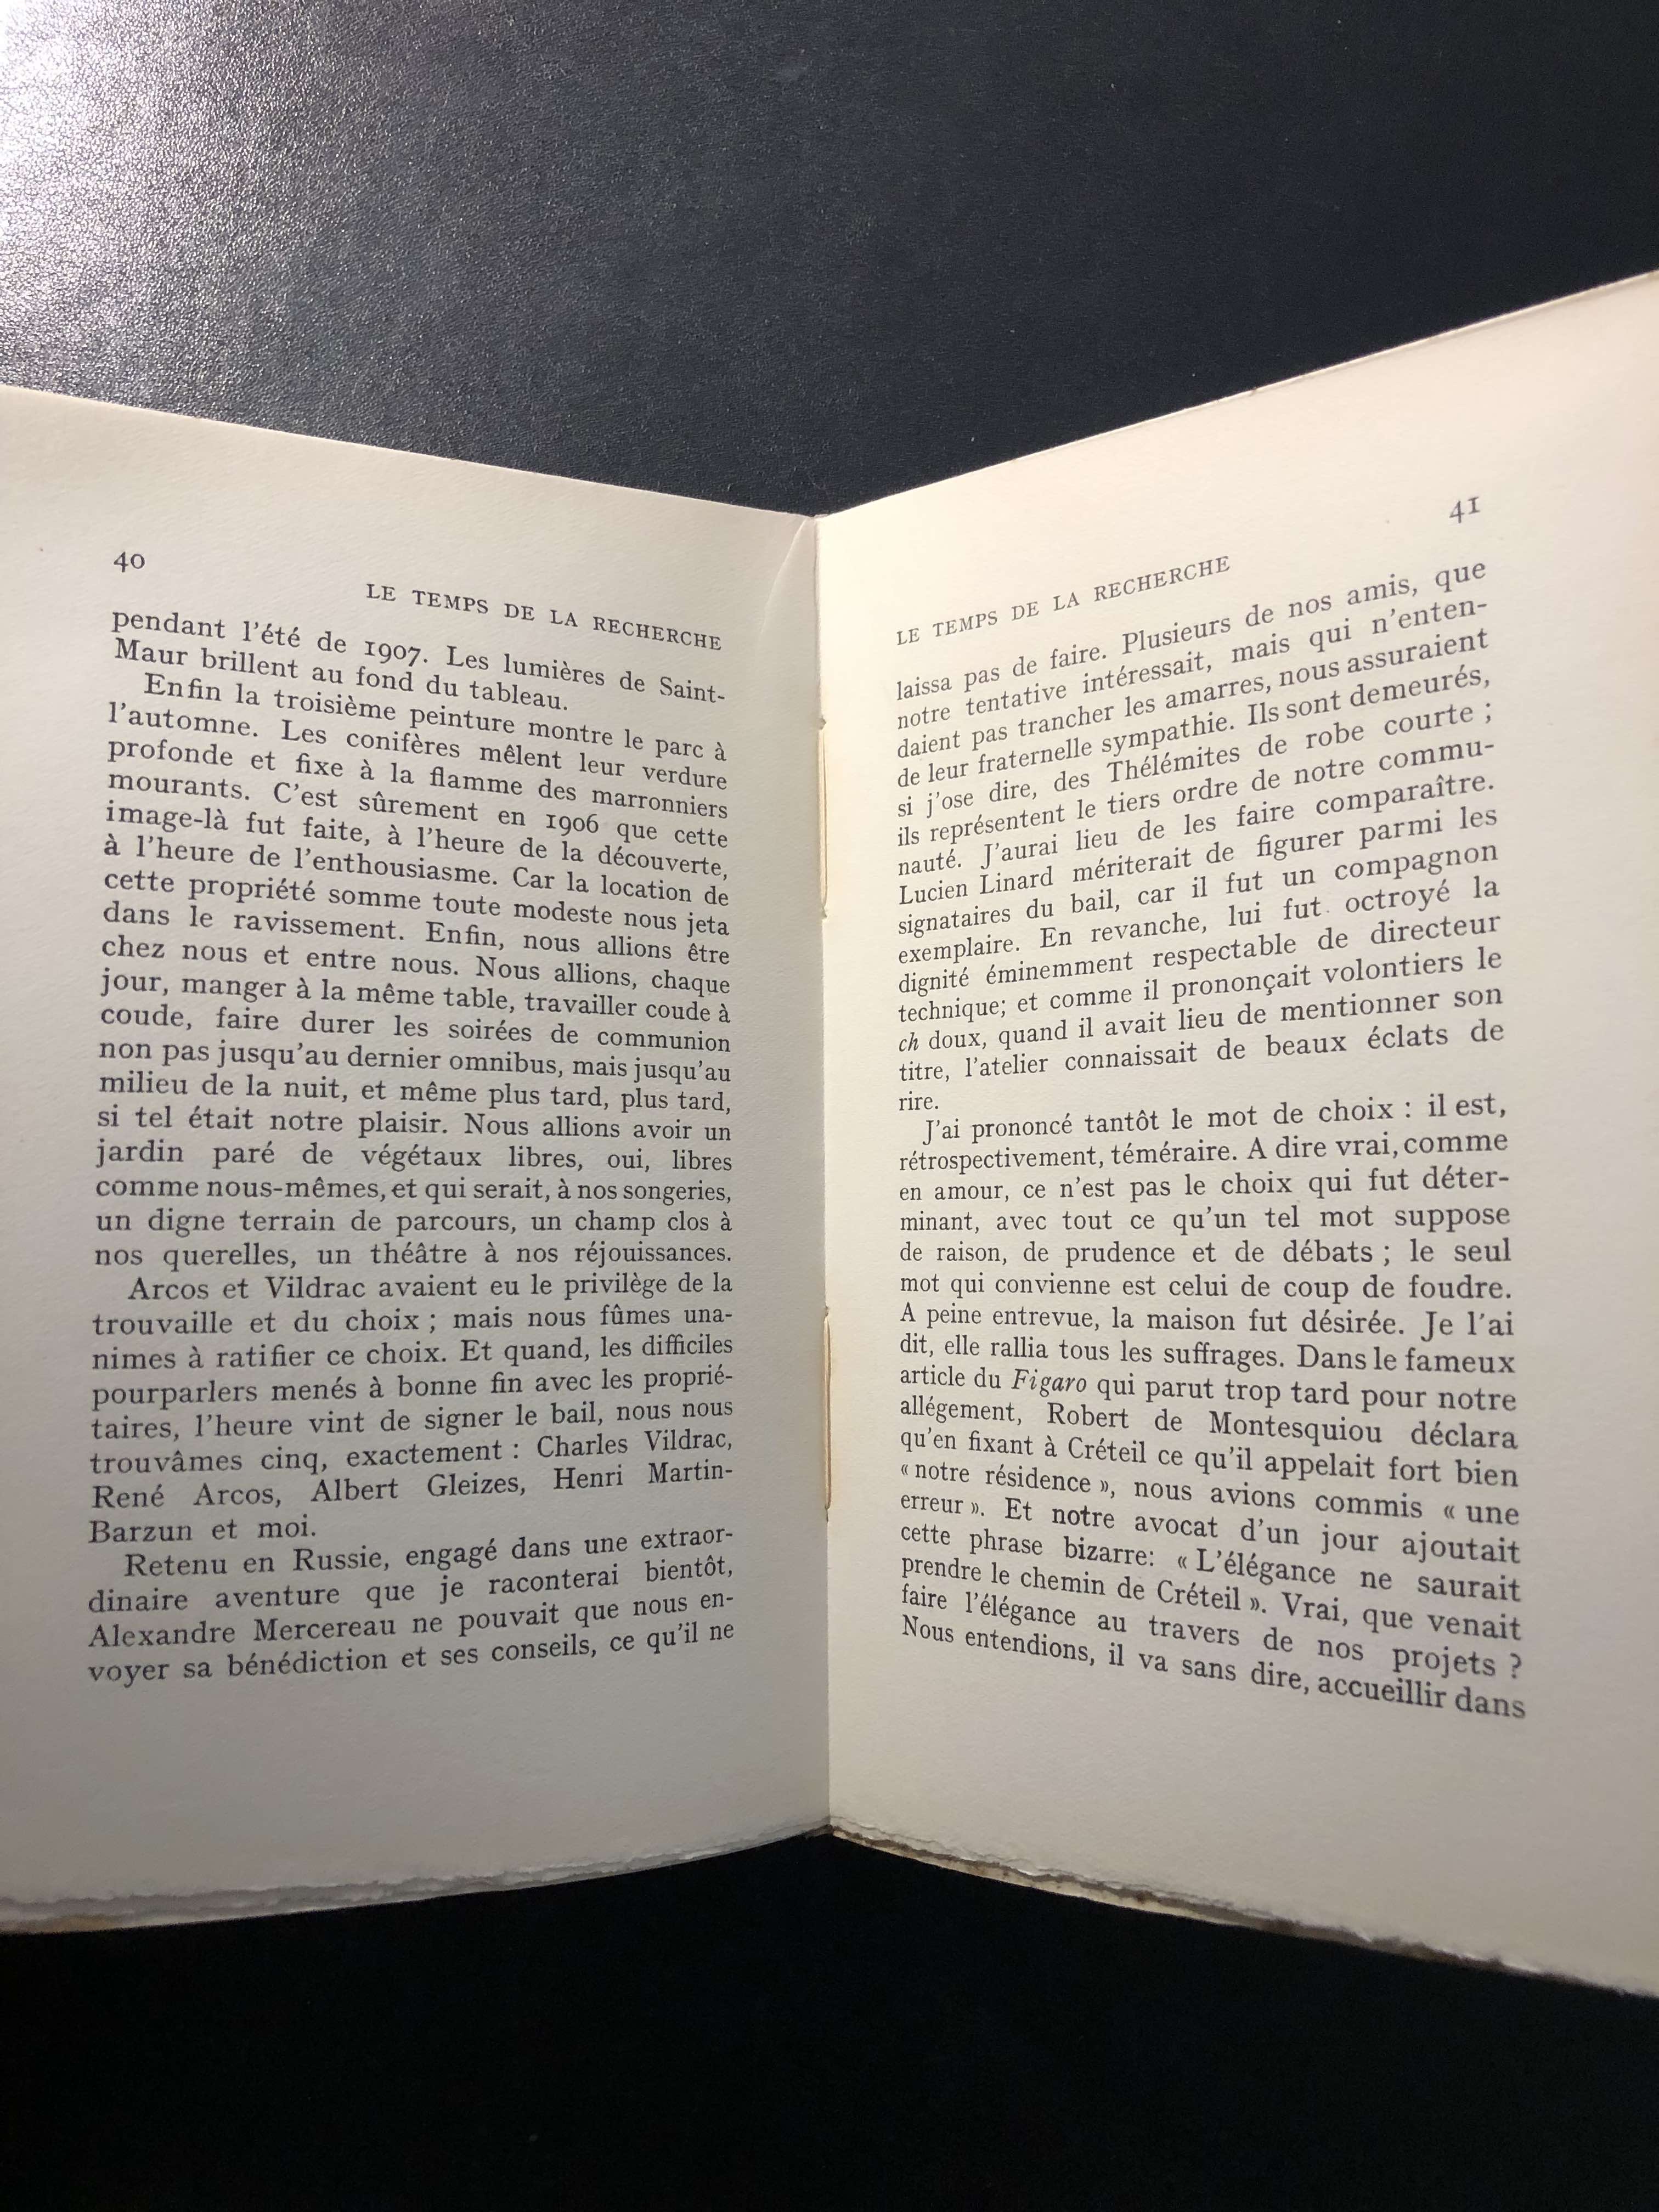 40
LE TEMPS DE LA RECHERCHE
pendant l'été de 1907. Les lumières de Saint-
Maur brillent au fond du tableau.
Enfin la troisième peinture montre le parc à
l'automne. Les conifères mêlent leur verdure
profonde et fixe à la flamme des marronniers
mourants. C'est sûrement en 1906 que cette
image-là fut faite, à l'heure de la découverte,
à l'heure de l'enthousiasme. Car la location de
cette propriété somme toute modeste nous jeta
dans le ravissement. Enfin, nous allions être
chez nous et entre nous. Nous allions, chaque
jour, manger à la même table, travailler coude à
coude, faire durer les soirées de communion
non pas jusqu'au dernier omnibus, mais jusqu'au
milieu de la nuit, et même plus tard, plus tard,
si tel était notre plaisir. Nous allions avoir un
jardin paré de végétaux libres, oui, libres
comme nous-mêmes, et qui serait, à nos songeries,
un digne terrain de parcours, un champ clos à
nos querelles, un théâtre à nos réjouissances.
Arcos et Vildrac avaient eu le privilège de la
trouvaille et du choix ; mais nous fûmes una-
nimes à ratifier ce choix. Et quand, les difficiles
pourparlers menés à bonne fin avec les proprié-
taires, l'heure vint de signer le bail, nous nous
trouvâmes cinq, exactement : Charles Vildrac,
René Arcos, Albert Gleizes, Henri Martin-
Barzun et moi.
Retenu en Russie, engagé dans une extraor-
dinaire aventure que je raconterai bientôt,
Alexandre Mercereau ne pouvait que nous en-
voyer sa bénédiction et ses conseils, ce qu'il ne
41
LE TEMPS DE LA RECHERCHE
laissa pas de faire. Plusieurs de nos amis, que
notre tentative intéressait, mais qui n'enten-
daient pas trancher les amarres, nous assuraient
de leur fraternelle sympathie. Ils sont demeurés,
si j'ose dire, des Thélémites de robe courte ;
ils représentent le tiers ordre de notre commu-
nauté. J'aurai lieu de les faire comparaître.
Lucien Linard mériterait de figurer parmi les
signataires du bail, car il fut un compagnon
exemplaire. En revanche, lui fut octroyé la
dignité éminemment respectable de directeur
technique; et comme il prononçait volontiers le
ch doux, quand il avait lieu de mentionner son
titre, l'atelier connaissait de beaux éclats de
rire.
J'ai prononcé tantôt le mot de choix : il est,
rétrospectivement, téméraire. A dire vrai, comme
en amour, ce n'est pas le choix qui fut déter-
minant, avec tout ce qu'un tel mot suppose
de raison, de prudence et de débats ; le seul
mot qui convienne est celui de coup de foudre.
A peine entrevue, la maison fut désirée. Je l'ai
dit, elle rallia tous les suffrages. Dans le fameux
article du Figaro qui parut trop tard pour notre
allégement, Robert de Montesquiou déclara
qu'en fixant à Créteil ce qu'il appelait fort bien
« notre résidence », nous avions commis « une
erreur ». Et notre avocat d'un jour ajoutait
cette phrase bizarre: « L'élégance ne saurait
prendre le chemin de Créteil ». Vrai, que venait
faire l'élégance au travers de nos projets ?
Nous entendions, il va sans dire, accueillir dans